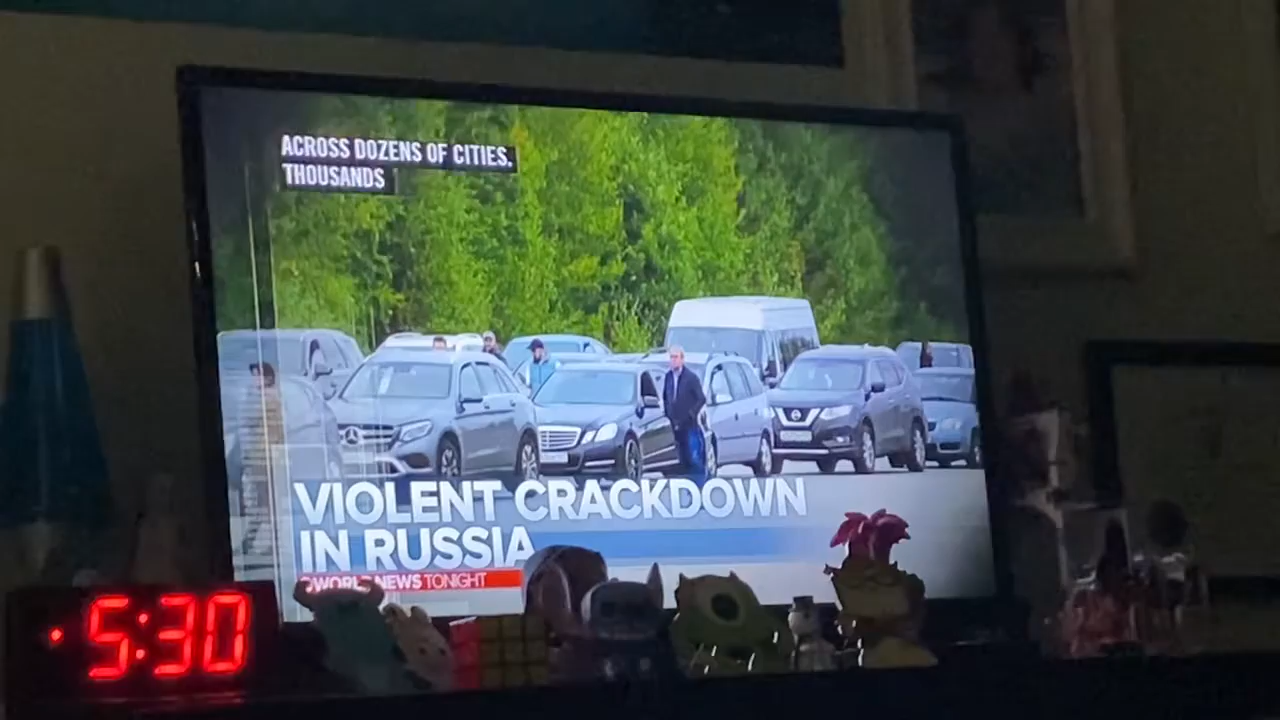 ACROSS DOZENS OF CITIES.
THOUSANDS
VIOLENT CRACKDOWN
IN RUSSIA
WORLD NEWS TONIGHT
5:30